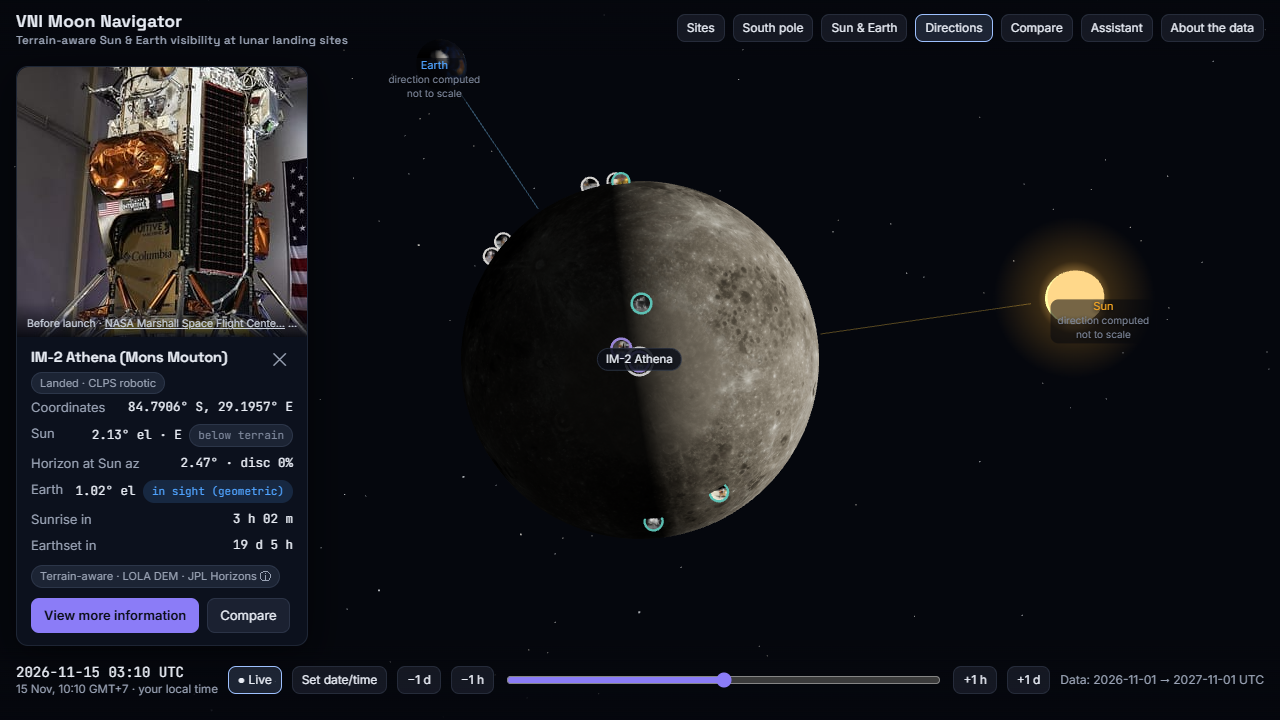 VNI Moon Navigator
Terrain-aware Sun & Earth visibility at lunar landing sites
Sites
South pole
Sun & Earth
Directions
Compare
Assistant
About the data
Earth
direction computed
not to scale
Columbia
Before launch · NASA Marshall Space Flight Cente... ...
IM-2 Athena (Mons Mouton)
Landed · CLPS robotic
Coordinates 84.7906° S, 29.1957° E
Sun 2.13° el · E below terrain
Horizon at Sun az 2.47° · disc 0%
Earth 1.02° el in sight (geometric)
Sunrise in 3 h 02 m
Earthset in 19 d 5 h
Terrain-aware · LOLA DEM · JPL Horizons ⓘ
View more information
Compare
IM-2 Athena
Sun
direction computed
not to scale
2026-11-15 03:10 UTC
15 Nov, 10:10 GMT+7 · your local time
● Live
Set date/time
−1 d
−1 h
+1 h
+1 d
Data: 2026-11-01 → 2027-11-01 UTC